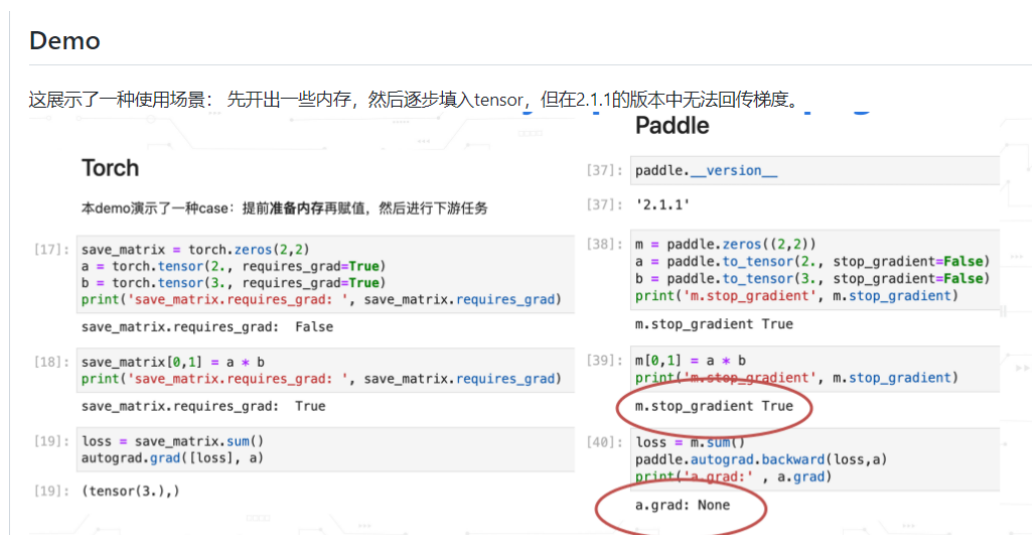 Demo
这展示了一种使用场景： 先开出一些内存，然后逐步填入tensor，但在2.1.1的版本中无法回传梯度。
Torch
本demo演示了一种case：提前准备内存再赋值，然后进行下游任务
[17]: save_matrix = torch.zeros(2,2)
a = torch.tensor(2., requires_grad=True)
b = torch.tensor(3., requires_grad=True)
print('save_matrix.requires_grad: ', save_matrix.requires_grad)
save_matrix.requires_grad:  False
[18]: save_matrix[0,1] = a * b
print('save_matrix.requires_grad: ', save_matrix.requires_grad)
save_matrix.requires_grad:  True
[19]: loss = save_matrix.sum()
autograd.grad([loss], a)
[19]: (tensor(3.),)
Paddle
[37]: paddle.__version__
[37]: '2.1.1'
[38]: m = paddle.zeros((2,2))
a = paddle.to_tensor(2., stop_gradient=False)
b = paddle.to_tensor(3., stop_gradient=False)
print('m.stop_gradient', m.stop_gradient)
m.stop_gradient True
[39]: m[0,1] = a * b
print('m.stop_gradient', m.stop_gradient)
m.stop_gradient True
[40]: loss = m.sum()
paddle.autograd.backward(loss,a)
print('a.grad:' , a.grad)
a.grad: None